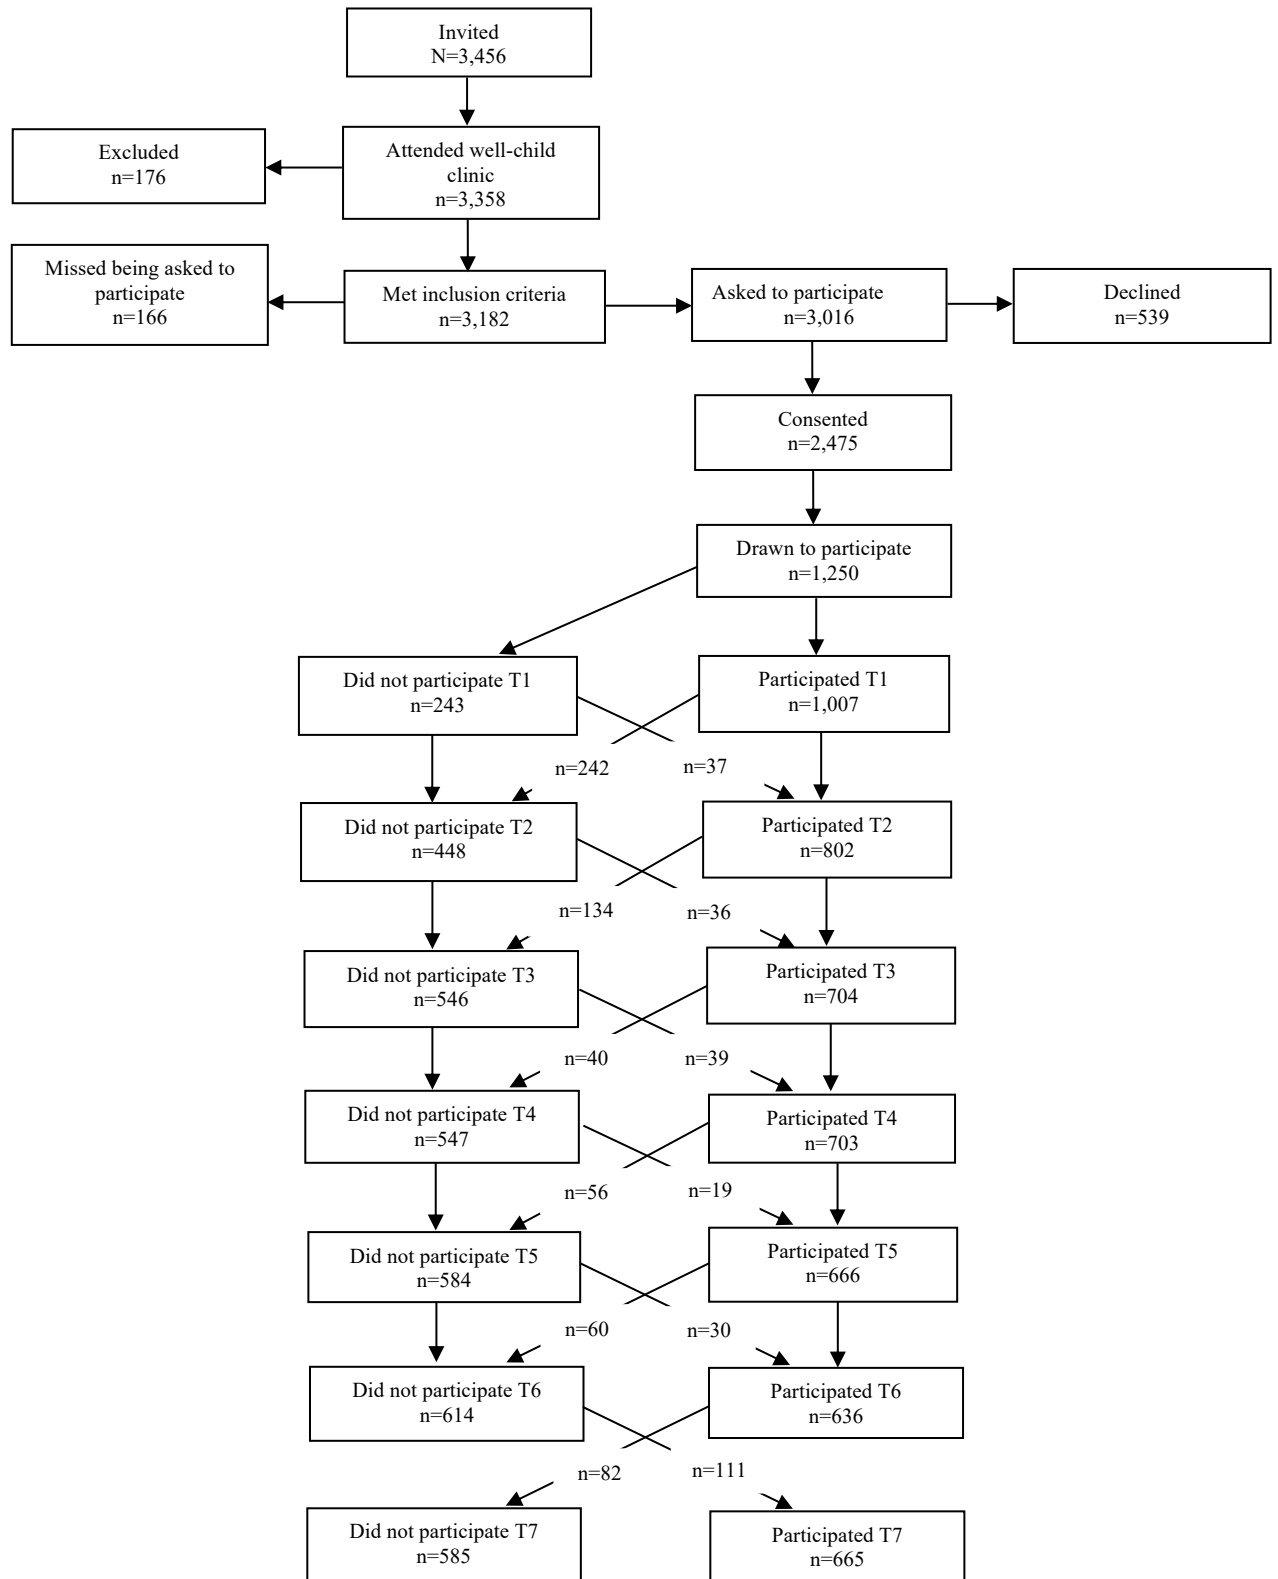 Invited
N=3,456
Excluded
n=176
Attended well-child
clinic
n=3,358
Missed being asked to
participate
n=166
Met inclusion criteria
n=3,182
Asked to participate
n=3,016
Declined
n=539
Consented
n=2,475
Drawn to participate
n=1,250
Did not participate T1
n=243
Participated T1
n=1,007
n=242
n=37
Did not participate T2
n=448
Participated T2
n=802
n=134
n=36
Did not participate T3
n=546
Participated T3
n=704
n=40
n=39
Did not participate T4
n=547
Participated T4
n=703
n=56
n=19
Did not participate T5
n=584
Participated T5
n=666
n=60
n=30
Did not participate T6
n=614
Participated T6
n=636
n=82
n=111
Did not participate T7
n=585
Participated T7
n=665